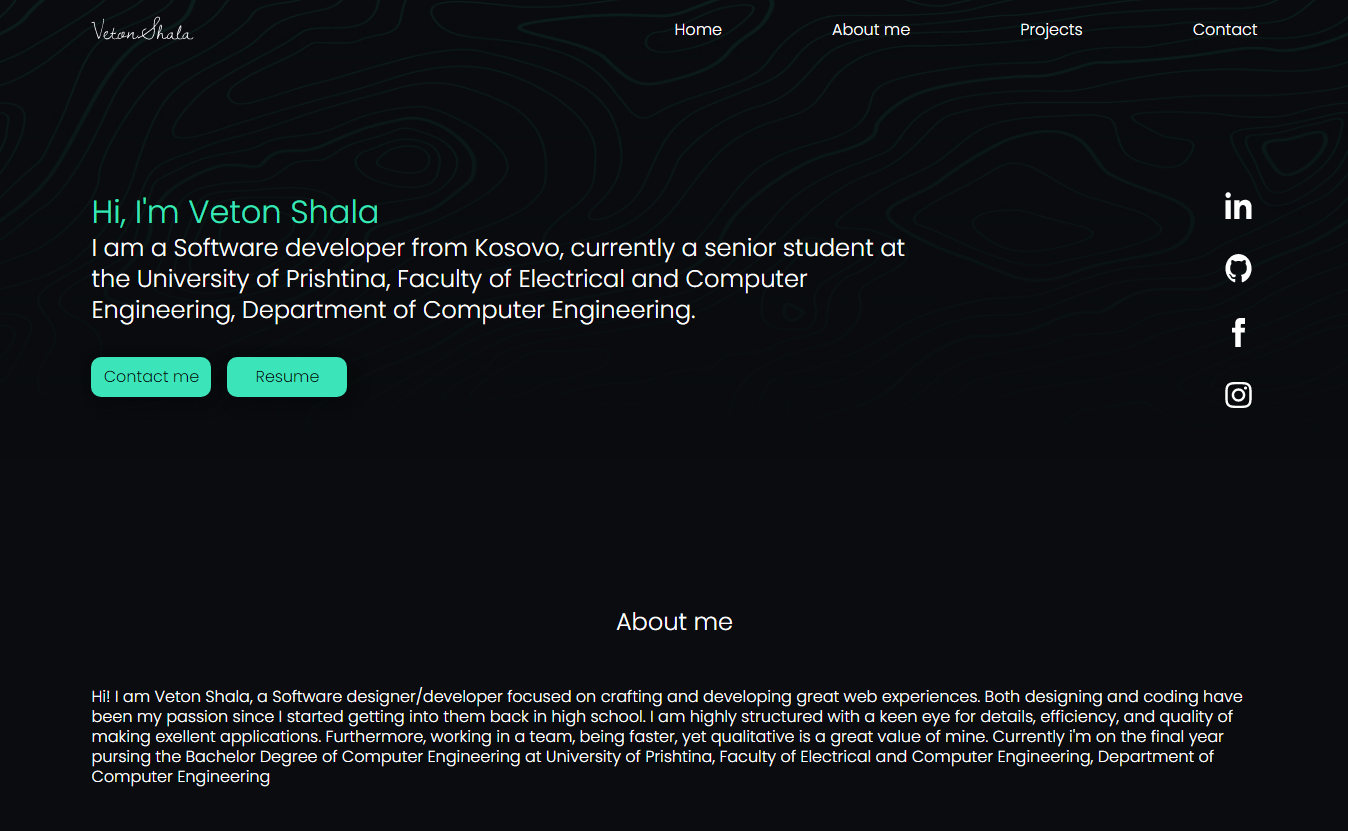 Veton Shala
Home
About me
Projects
Contact
Hi, I'm Veton Shala
I am a Software developer from Kosovo, currently a senior student at
the University of Prishtina, Faculty of Electrical and Computer
Engineering, Department of Computer Engineering.
in
f
Contact me
Resume
About me
Hi! I am Veton Shala, a Software designer/developer focused on crafting and developing great web experiences. Both designing and coding have
been my passion since I started getting into them back in high school. I am highly structured with a keen eye for details, efficiency, and quality of
making exellent applications. Furthermore, working in a team, being faster, yet qualitative is a great value of mine. Currently i'm on the final year
pursing the Bachelor Degree of Computer Engineering at University of Prishtina, Faculty of Electrical and Computer Engineering, Department of
Computer Engineering